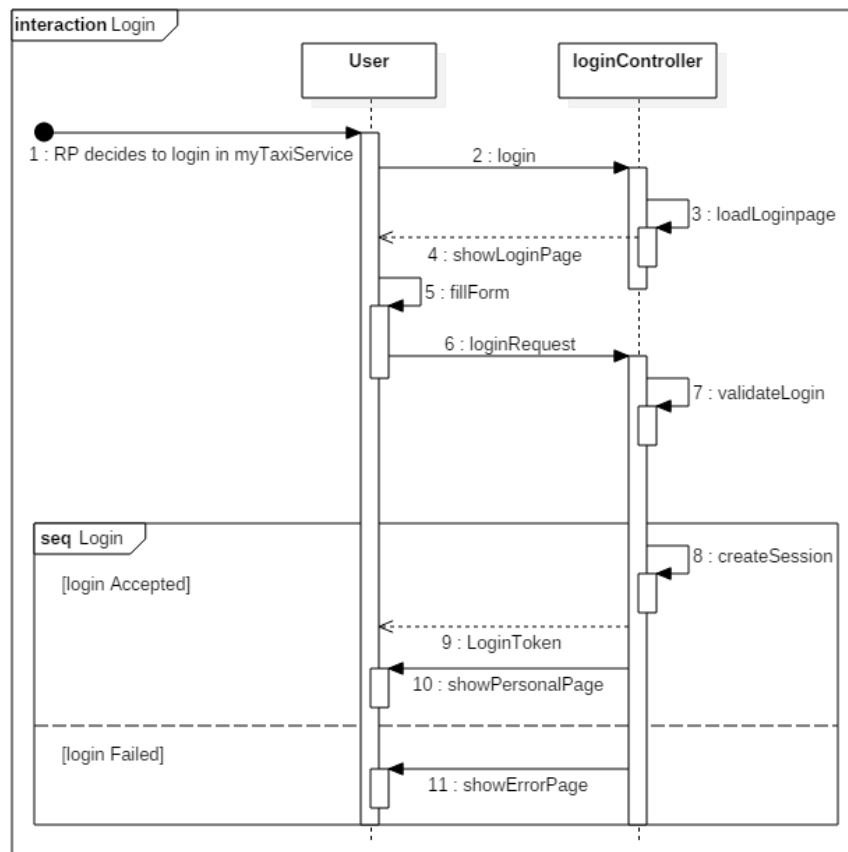 interaction Login
User
loginController
1 : RP decides to login in myTaxiService
2 : login
3 : loadLoginpage
4 : showLoginPage
5 : fillForm
6 : loginRequest
7 : validateLogin
seq Login
8 : createSession
[login Accepted]
9 : LoginToken
10 : showPersonalPage
[login Failed]
11 : showErrorPage